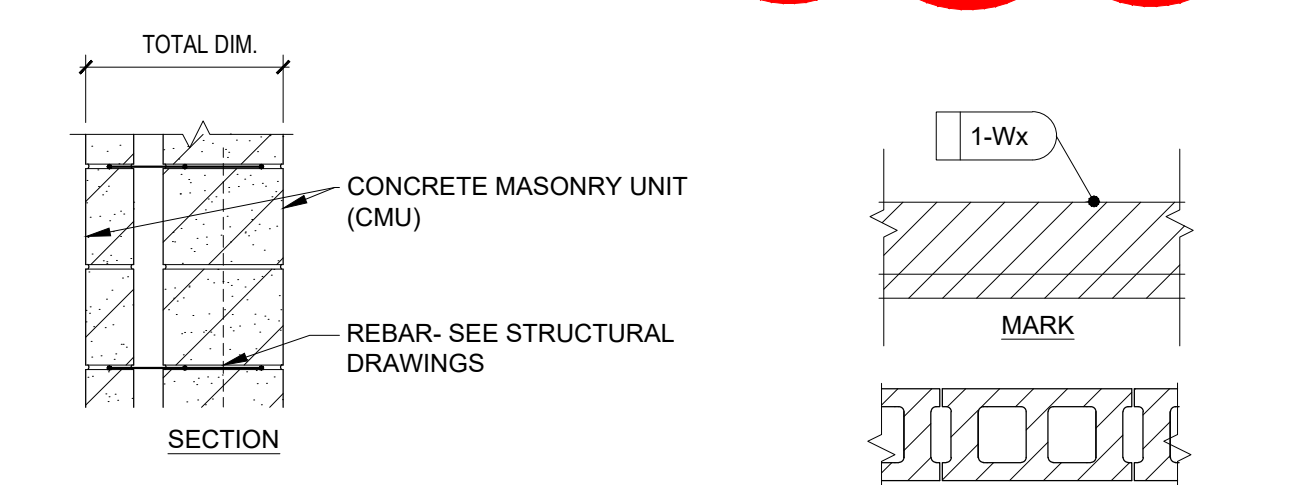 TOTAL DIM.
CONCRETE MASONRY UNIT
(CMU)
REBAR- SEE STRUCTURAL
DRAWINGS
SECTION
1-Wx
MARK